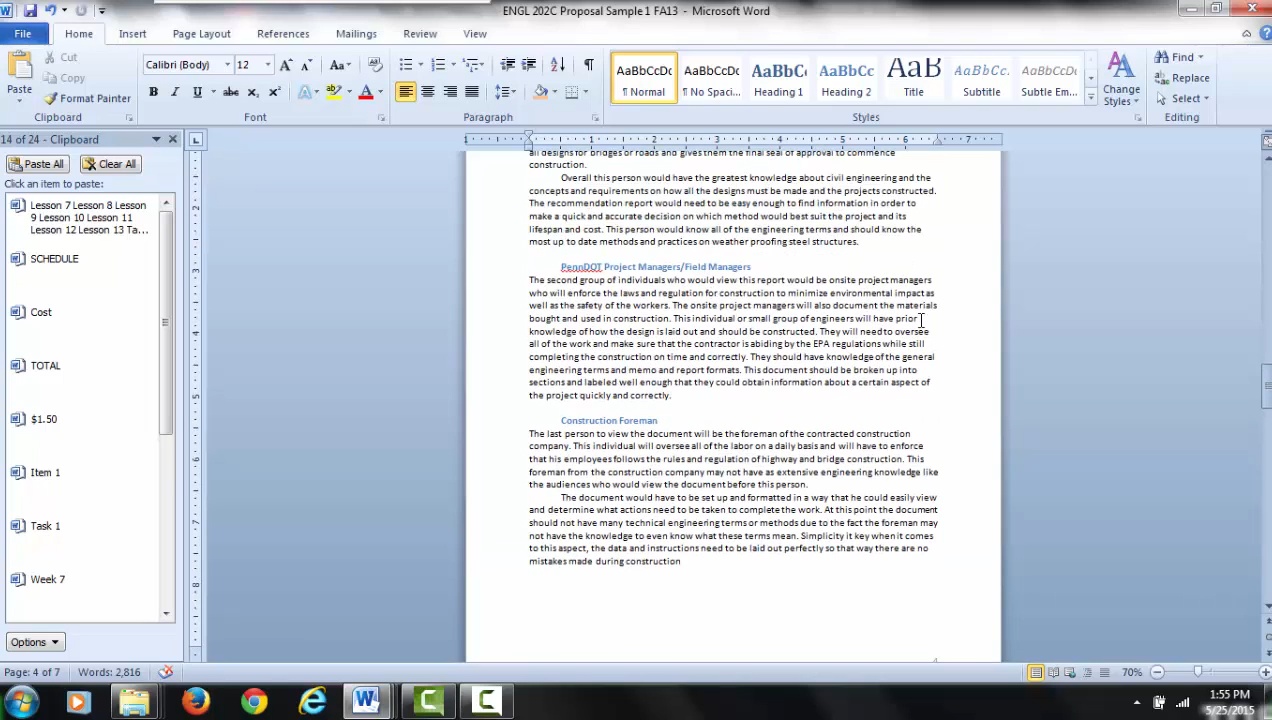 ENGL 202C Proposal Sample 1 FA13 - Microsoft Word
File Home Insert Page Layout References Mailings Review View
Paste
Cut
Copy
Format Painter
Clipboard
Calibri (Body) 12
Font
Paragraph
AaBbCcDc AaBbCcDc AaBbC AaBbCc AaB AaBbCcL AaBbCcDc
¶ Normal ¶ No Spaci... Heading 1 Heading 2 Title Subtitle Subtle Em...
Styles
Change Styles
Find
Replace
Select
Editing
14 of 24 - Clipboard
Paste All Clear All
Click an item to paste:
Lesson 7 Lesson 8 Lesson
9 Lesson 10 Lesson 11
Lesson 12 Lesson 13 Ta...
SCHEDULE
Cost
TOTAL
$1.50
Item 1
Task 1
Week 7
Options
all designs for bridges or roads and gives them the final seal of approval to commence
construction.
Overall this person would have the greatest knowledge about civil engineering and the
concepts and requirements on how all the designs must be made and the projects constructed.
The recommendation report would need to be easy enough to find information in order to
make a quick and accurate decision on which method would best suit the project and its
lifespan and cost. This person would know all of the engineering terms and should know the
most up to date methods and practices on weather proofing steel structures.
PennDOT Project Managers/Field Managers
The second group of individuals who would view this report would be onsite project managers
who will enforce the laws and regulation for construction to minimize environmental impact as
well as the safety of the workers. The onsite project managers will also document the materials
bought and used in construction. This individual or small group of engineers will have prior
knowledge of how the design is laid out and should be constructed. They will need to oversee
all of the work and make sure that the contractor is abiding by the EPA regulations while still
completing the construction on time and correctly. They should have knowledge of the general
engineering terms and memo and report formats. This document should be broken up into
sections and labeled well enough that they could obtain information about a certain aspect of
the project quickly and correctly.
Construction Foreman
The last person to view the document will be the foreman of the contracted construction
company. This individual will oversee all of the labor on a daily basis and will have to enforce
that his employees follows the rules and regulation of highway and bridge construction. This
foreman from the construction company may not have as extensive engineering knowledge like
the audiences who would view the document before this person.
The document would have to be set up and formatted in a way that he could easily view
and determine what actions need to be taken to complete the work. At this point the document
should not have many technical engineering terms or methods due to the fact the foreman may
not have the knowledge to even know what these terms mean. Simplicity it key when it comes
to this aspect, the data and instructions need to be laid out perfectly so that way there are no
mistakes made during construction
Page: 4 of 7 Words: 2,816 70%
1:55 PM
5/25/2015